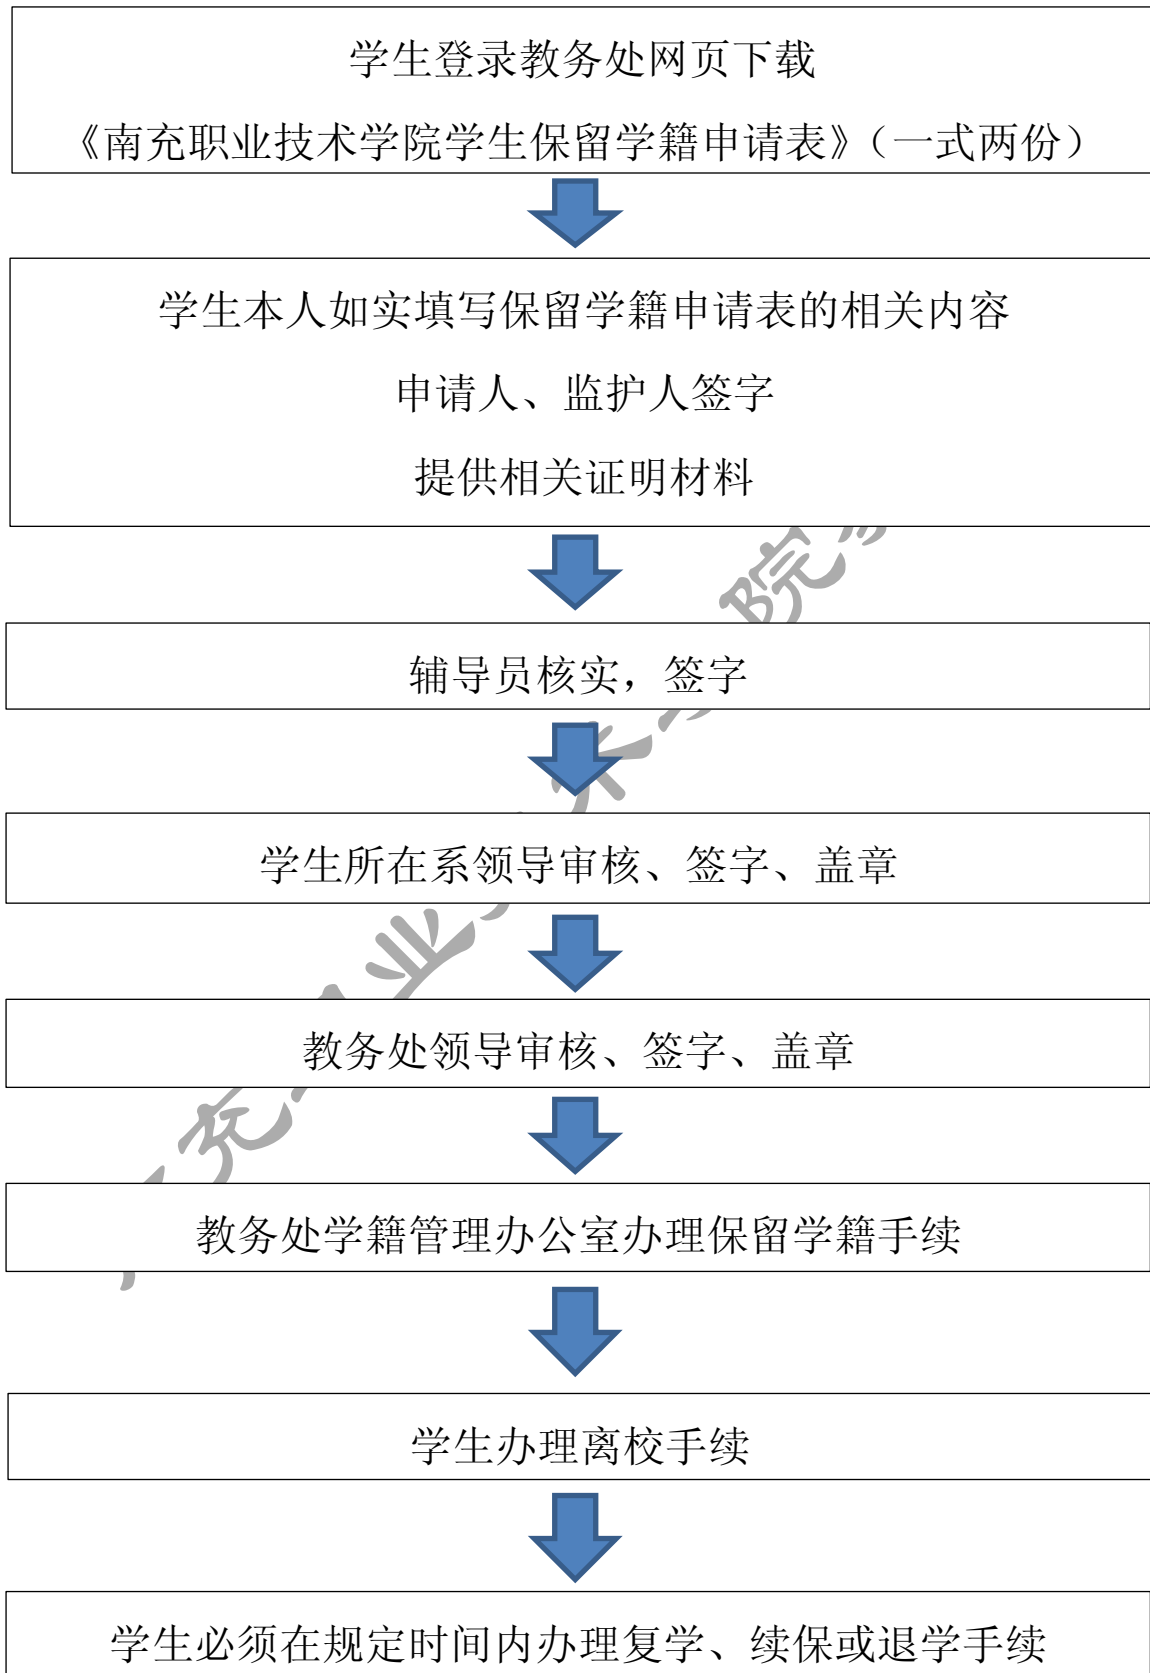 学生登录教务处网页下载
《南充职业技术学院学生保留学籍申请表》（一式两份）
学生本人如实填写保留学籍申请表的相关内容
申请人、监护人签字
提供相关证明材料
辅导员核实，签字
学生所在系领导审核、签字、盖章
教务处领导审核、签字、盖章
教务处学籍管理办公室办理保留学籍手续
学生办理离校手续
学生必须在规定时间内办理复学、续保或退学手续